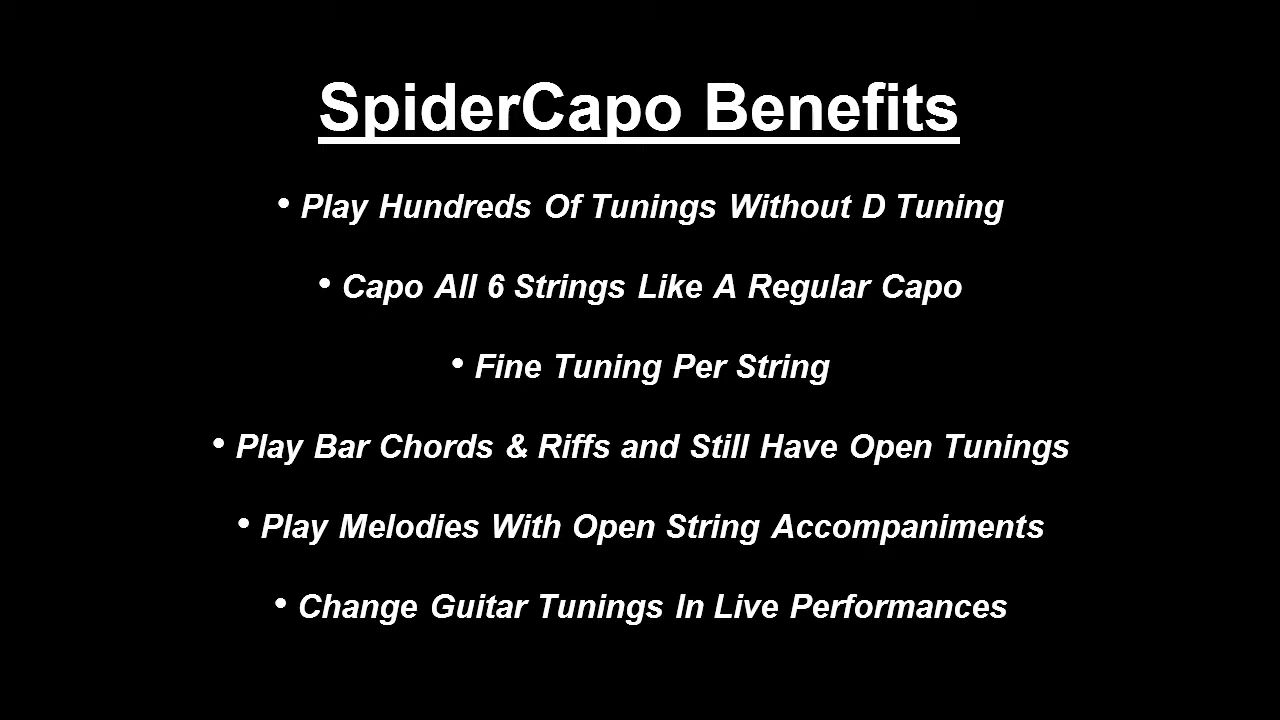 SpiderCapo Benefits
• Play Hundreds Of Tunings Without D Tuning
• Capo All 6 Strings Like A Regular Capo
• Fine Tuning Per String
• Play Bar Chords & Riffs and Still Have Open Tunings
• Play Melodies With Open String Accompaniments
• Change Guitar Tunings In Live Performances